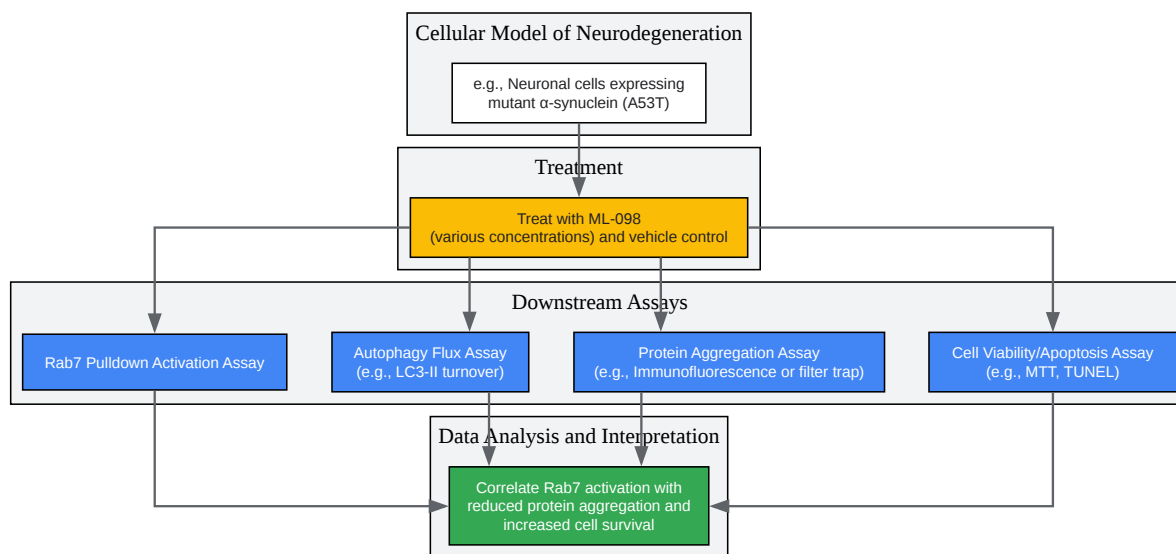 Cellular Model of Neurodegeneration
e.g., Neuronal cells expressing
mutant α-synuclein (A53T)
Treatment
Treat with ML-098
(various concentrations) and vehicle control
Downstream Assays
Rab7 Pulldown Activation Assay
Autophagy Flux Assay
(e.g., LC3-II turnover)
Protein Aggregation Assay
(e.g., Immunofluorescence or filter trap)
Cell Viability/Apoptosis Assay
(e.g., MTT, TUNEL)
Data Analysis and Interpretation
Correlate Rab7 activation with
reduced protein aggregation and
increased cell survival